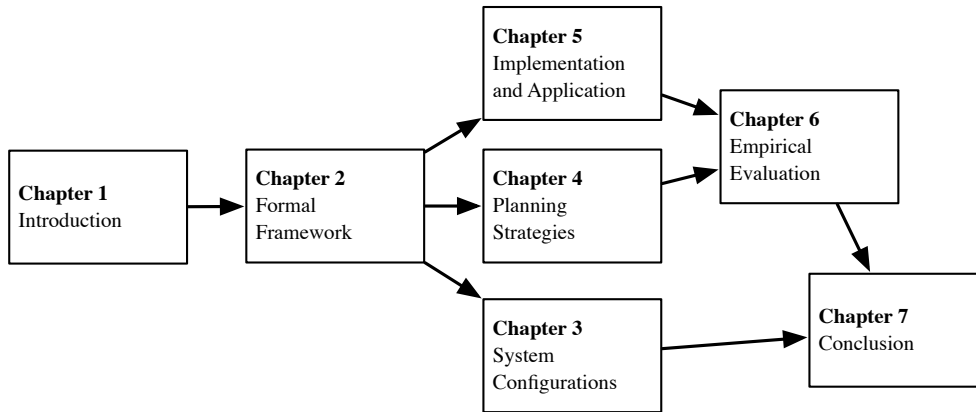 Chapter 1
Introduction
Chapter 2
Formal
Framework
Chapter 5
Implementation
and Application
Chapter 4
Planning
Strategies
Chapter 3
System
Configurations
Chapter 6
Empirical
Evaluation
Chapter 7
Conclusion